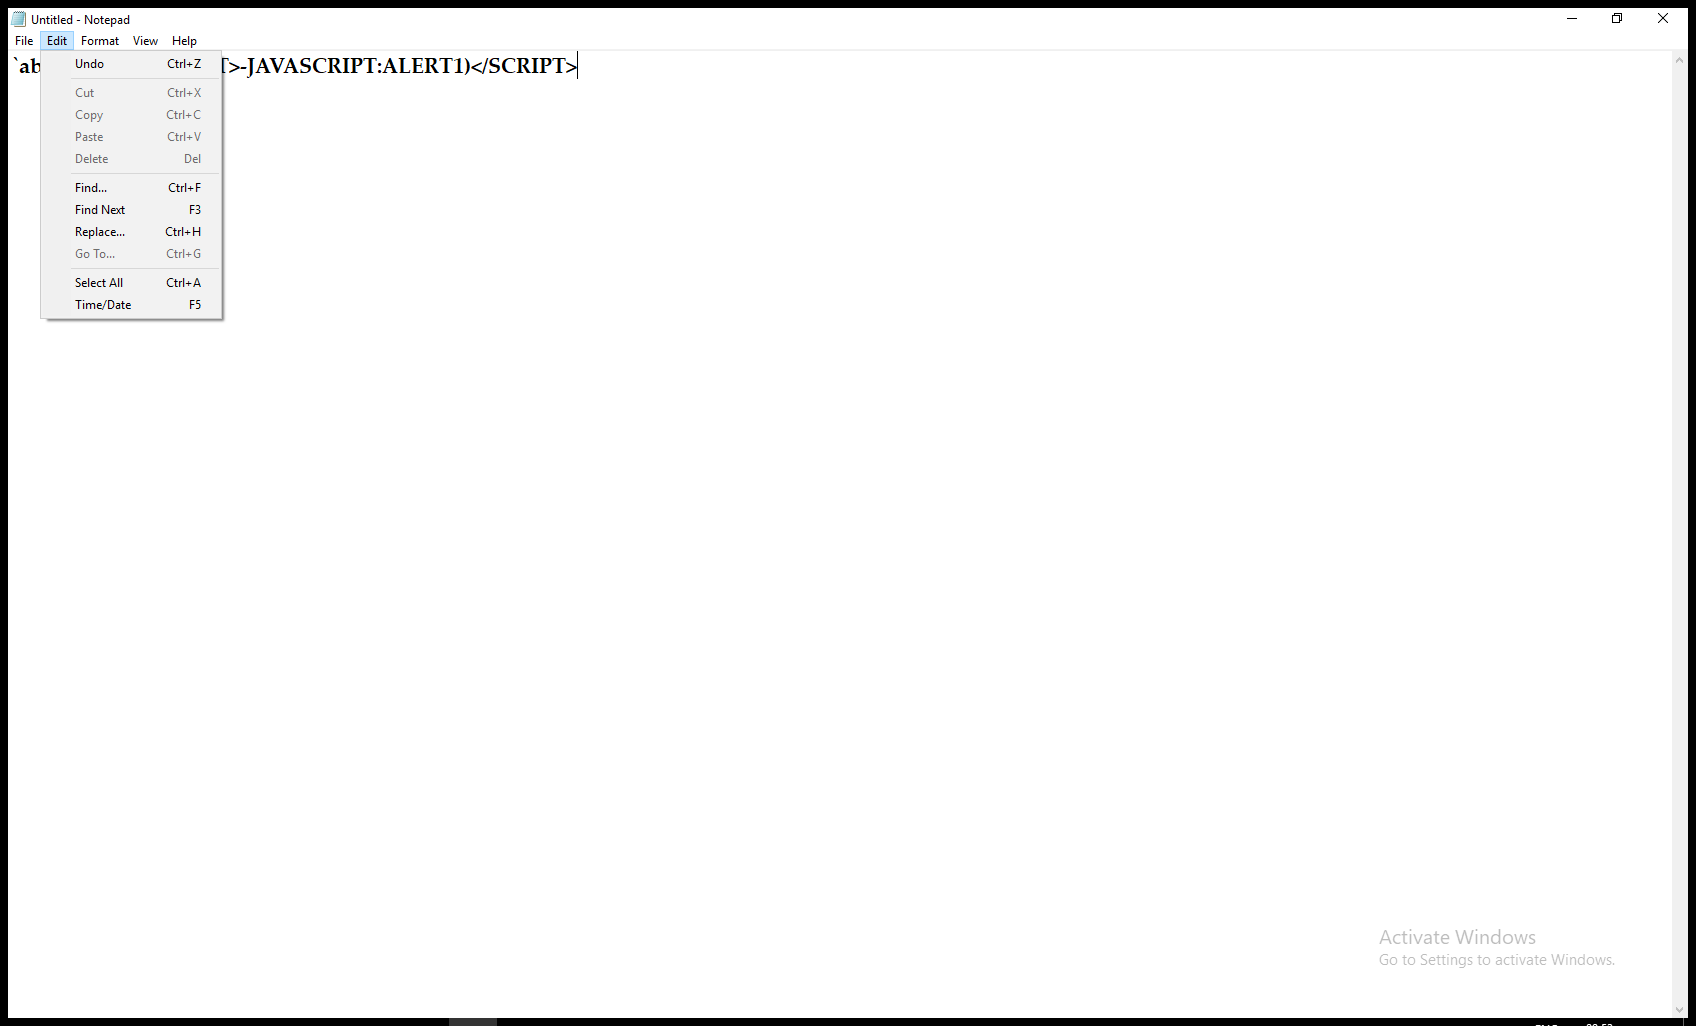 Untitled - Notepad
File Edit Format View Help
`ab T>-JAVASCRIPT:ALERT1)</SCRIPT>
Undo Ctrl+Z
Cut Ctrl+X
Copy Ctrl+C
Paste Ctrl+V
Delete Del
Find... Ctrl+F
Find Next F3
Replace... Ctrl+H
Go To... Ctrl+G
Select All Ctrl+A
Time/Date F5
Activate Windows
Go to Settings to activate Windows.